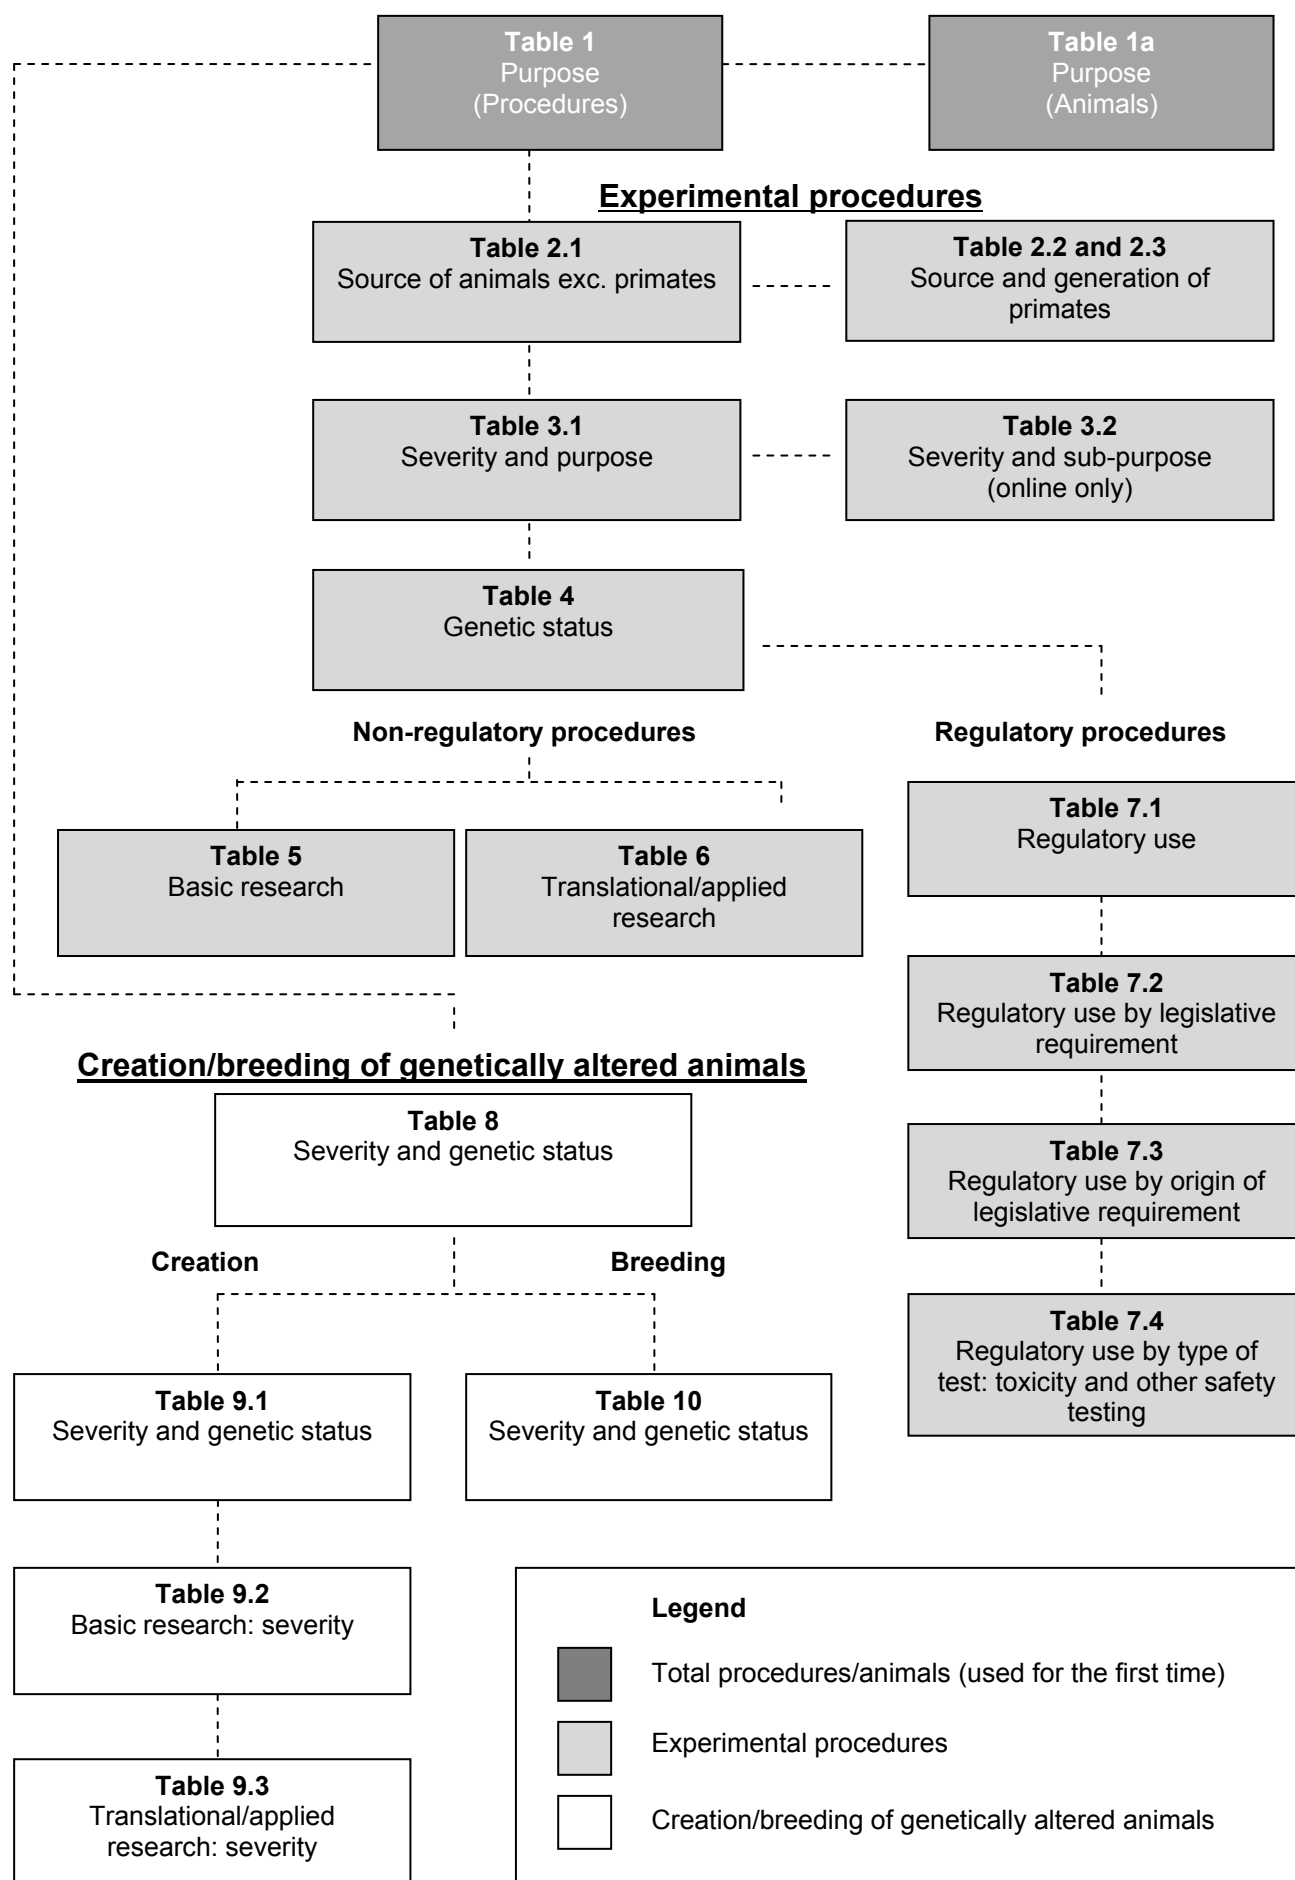 Table 1
Purpose
(Procedures)
Table 1a
Purpose
(Animals)
Experimental procedures
Table 2.1
Source of animals exc. primates
Table 2.2 and 2.3
Source and generation of
primates
Table 3.1
Severity and purpose
Table 3.2
Severity and sub-purpose
(online only)
Table 4
Genetic status
Non-regulatory procedures
Regulatory procedures
Table 5
Basic research
Table 6
Translational/applied
research
Table 7.1
Regulatory use
Table 7.2
Regulatory use by legislative
requirement
Table 7.3
Regulatory use by origin of
legislative requirement
Table 7.4
Regulatory use by type of
test: toxicity and other safety
testing
Creation/breeding of genetically altered animals
Table 8
Severity and genetic status
Creation
Breeding
Table 9.1
Severity and genetic status
Table 10
Severity and genetic status
Table 9.2
Basic research: severity
Table 9.3
Translational/applied
research: severity
Legend
Total procedures/animals (used for the first time)
Experimental procedures
Creation/breeding of genetically altered animals